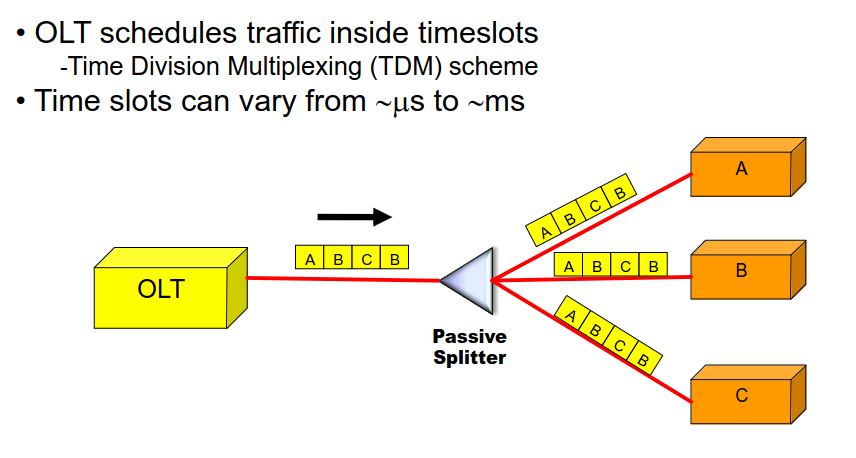 • OLT schedules traffic inside timeslots
-Time Division Multiplexing (TDM) scheme
• Time slots can vary from ~μs to ~ms
A
A B C B
A B C B
OLT
A B C B
B
Passive
Splitter
A B C B
C